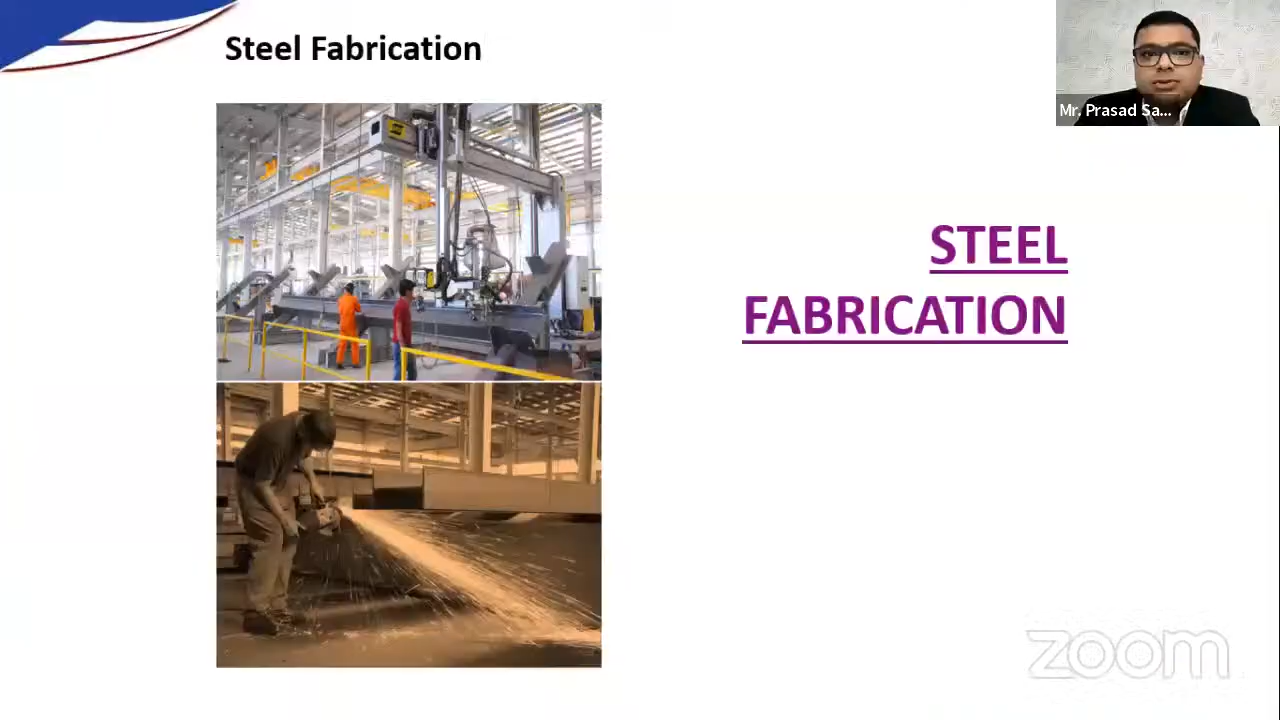 Steel Fabrication
Mr. Prasad Sa...
STEEL
FABRICATION
zoom